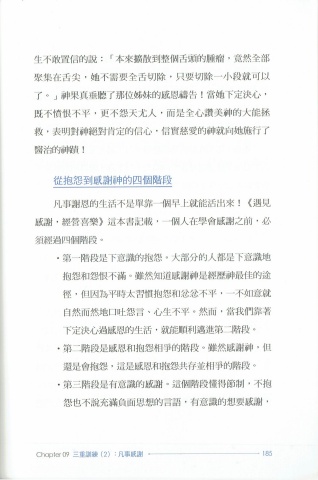 生不敢置信的說：「本來擴散到整個舌頭的腫瘤，竟然全部
聚集在舌尖，她不需要全舌切除，只要切除一小段就可以
了。」神果真垂聽了那位姊妹的感恩禱告！當她下定決心，
既不憤恨不平，更不怨天尤人，而是全心讚美神的大能拯
救，表明對神絕對肯定的信心，信實慈愛的神就向她施行了
醫治的神蹟！
從抱怨到感謝神的四個階段
凡事謝恩的生活不是單靠一個早上就能活出來！《遇見
感謝，經營喜樂》這本書記載，一個人在學會感謝之前，必
須經過四個階段。
・第一階段是下意識的抱怨。大部分的人都是下意識地
抱怨和怨恨不滿。雖然知道感謝神是經歷神最佳的途
徑，但因為平時太習慣抱怨和忿忿不平，一不如意就
自然而然地口吐怨言、心生不平。然而，當我們靠著
下定決心過感恩的生活，就能順利邁進第二階段。
・第二階段是感恩和抱怨相爭的階段。雖然感謝神，但
還是會抱怨，這是感恩和抱怨共存並相爭的階段。
・第三階段是有意識的感謝。這個階段懂得節制，不抱
怨也不說充滿負面思想的言語，有意識的想要感謝，
Chapter 09 三重訓練（2）：凡事感謝 185